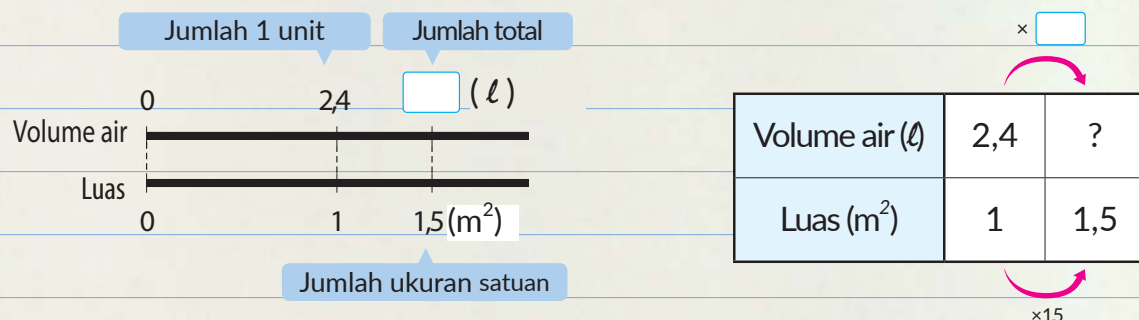 Jumlah 1 unit
Jumlah total
0 2,4 (ℓ)
Volume air
Luas
0 1 1,5 (m²)
Jumlah ukuran satuan
×
Volume air (ℓ) 2,4 ?
Luas (m²) 1 1,5
×15